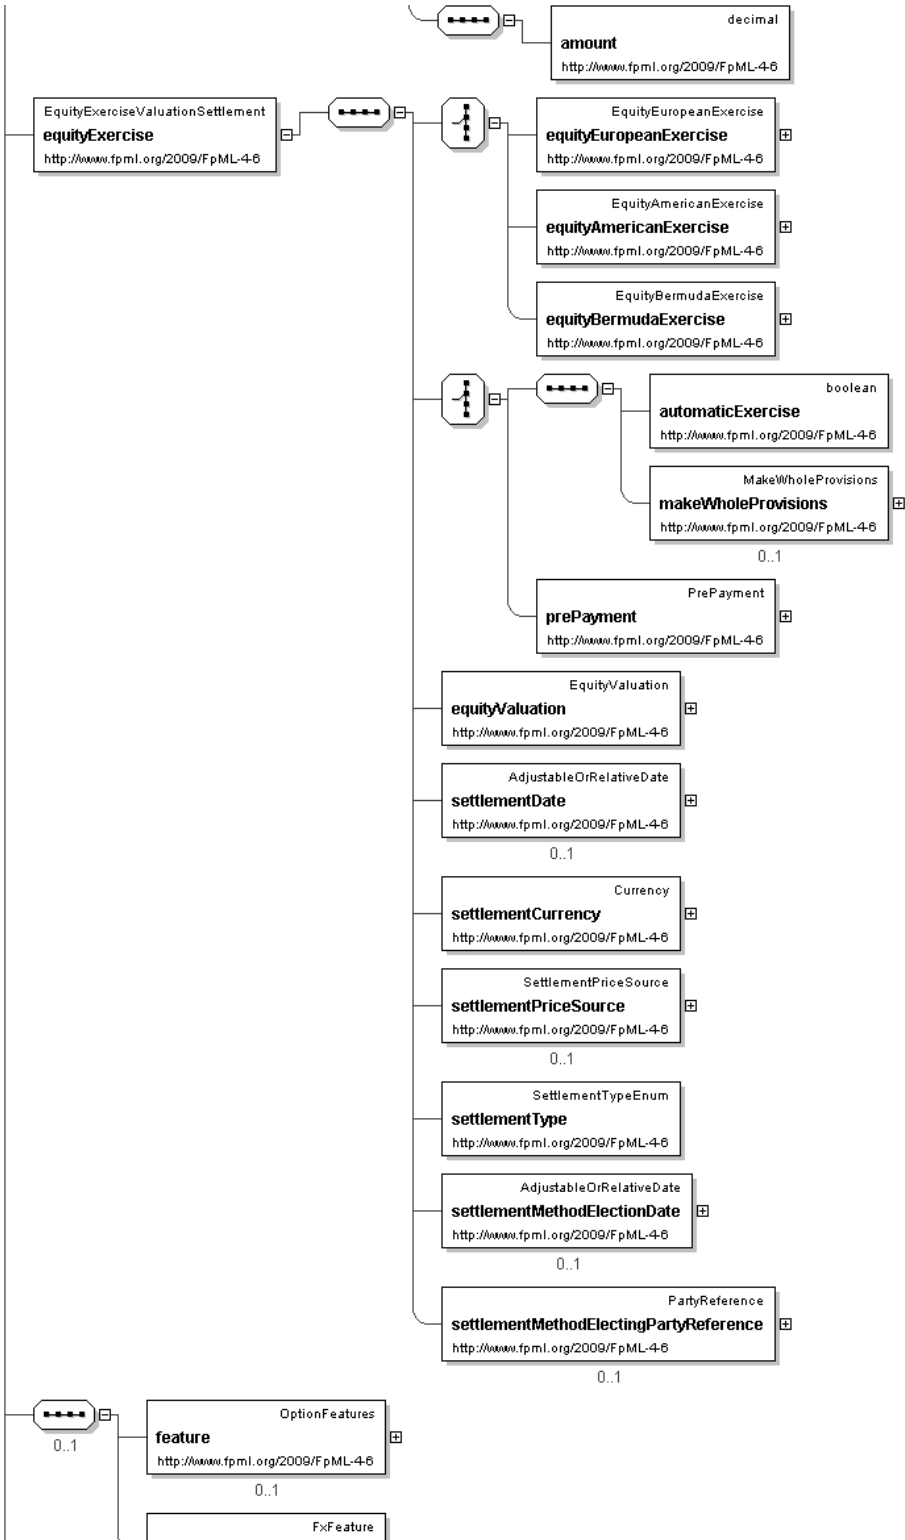 decimal
amount
http://www.fpml.org/2009/FpML-4-6
EquityExerciseValuationSettlement
equityExercise
http://www.fpml.org/2009/FpML-4-6
EquityEuropeanExercise
equityEuropeanExercise
http://www.fpml.org/2009/FpML-4-6
EquityAmericanExercise
equityAmericanExercise
http://www.fpml.org/2009/FpML-4-6
EquityBermudaExercise
equityBermudaExercise
http://www.fpml.org/2009/FpML-4-6
boolean
automaticExercise
http://www.fpml.org/2009/FpML-4-6
MakeWholeProvisions
makeWholeProvisions
http://www.fpml.org/2009/FpML-4-6
0..1
PrePayment
prePayment
http://www.fpml.org/2009/FpML-4-6
EquityValuation
equityValuation
http://www.fpml.org/2009/FpML-4-6
AdjustableOrRelativeDate
settlementDate
http://www.fpml.org/2009/FpML-4-6
0..1
Currency
settlementCurrency
http://www.fpml.org/2009/FpML-4-6
SettlementPriceSource
settlementPriceSource
http://www.fpml.org/2009/FpML-4-6
0..1
SettlementTypeEnum
settlementType
http://www.fpml.org/2009/FpML-4-6
AdjustableOrRelativeDate
settlementMethodElectionDate
http://www.fpml.org/2009/FpML-4-6
0..1
PartyReference
settlementMethodElectingPartyReference
http://www.fpml.org/2009/FpML-4-6
0..1
0..1
OptionFeatures
feature
http://www.fpml.org/2009/FpML-4-6
0..1
FxFeature